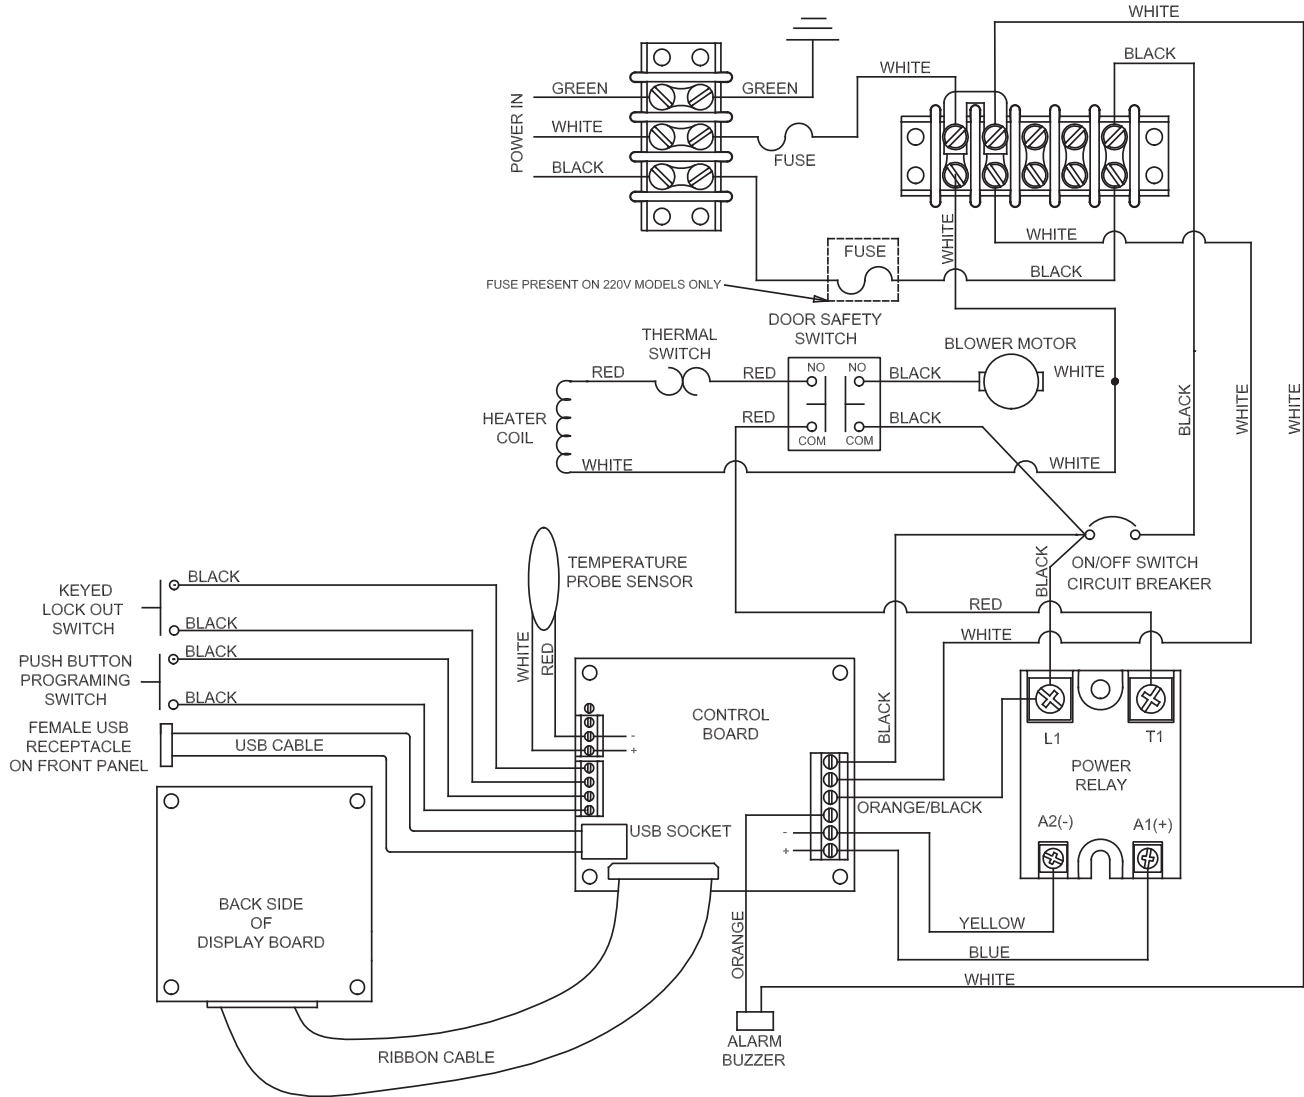 WHITE
BLACK
WHITE
GREEN
GREEN
WHITE
POWER IN
FUSE
BLACK
WHITE
WHITE
FUSE
BLACK
FUSE PRESENT ON 220V MODELS ONLY
DOOR SAFETY
SWITCH
THERMAL
SWITCH
BLOWER MOTOR
RED
RED
NO
NO
BLACK
WHITE
HEATER
COIL
RED
COM
COM
BLACK
BLACK
WHITE
WHITE
WHITE
WHITE
TEMPERATURE
PROBE SENSOR
BLACK
ON/OFF SWITCH
CIRCUIT BREAKER
KEYED
LOCK OUT
SWITCH
BLACK
BLACK
RED
WHITE
WHITE
RED
PUSH BUTTON
PROGRAMING
SWITCH
BLACK
BLACK
FEMALE USB
RECEPTACLE
ON FRONT PANEL
USB CABLE
CONTROL
BOARD
-
+
BLACK
L1
T1
POWER
RELAY
ORANGE/BLACK
A2(-)
A1(+)
USB SOCKET
-
+
BACK SIDE
OF
DISPLAY BOARD
ORANGE
YELLOW
BLUE
WHITE
ALARM
BUZZER
RIBBON CABLE